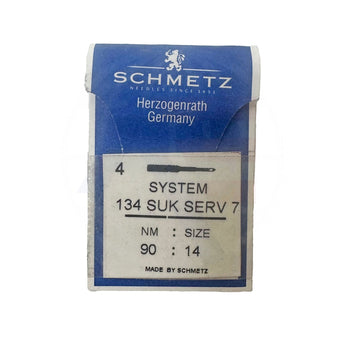 SCHMETZ
NEEDLES SINCE 1851
Herzogenrath
Germany
4
SYSTEM
134 SUK SERV 7
NM : SIZE
90 : 14
MADE BY SCHMETZ